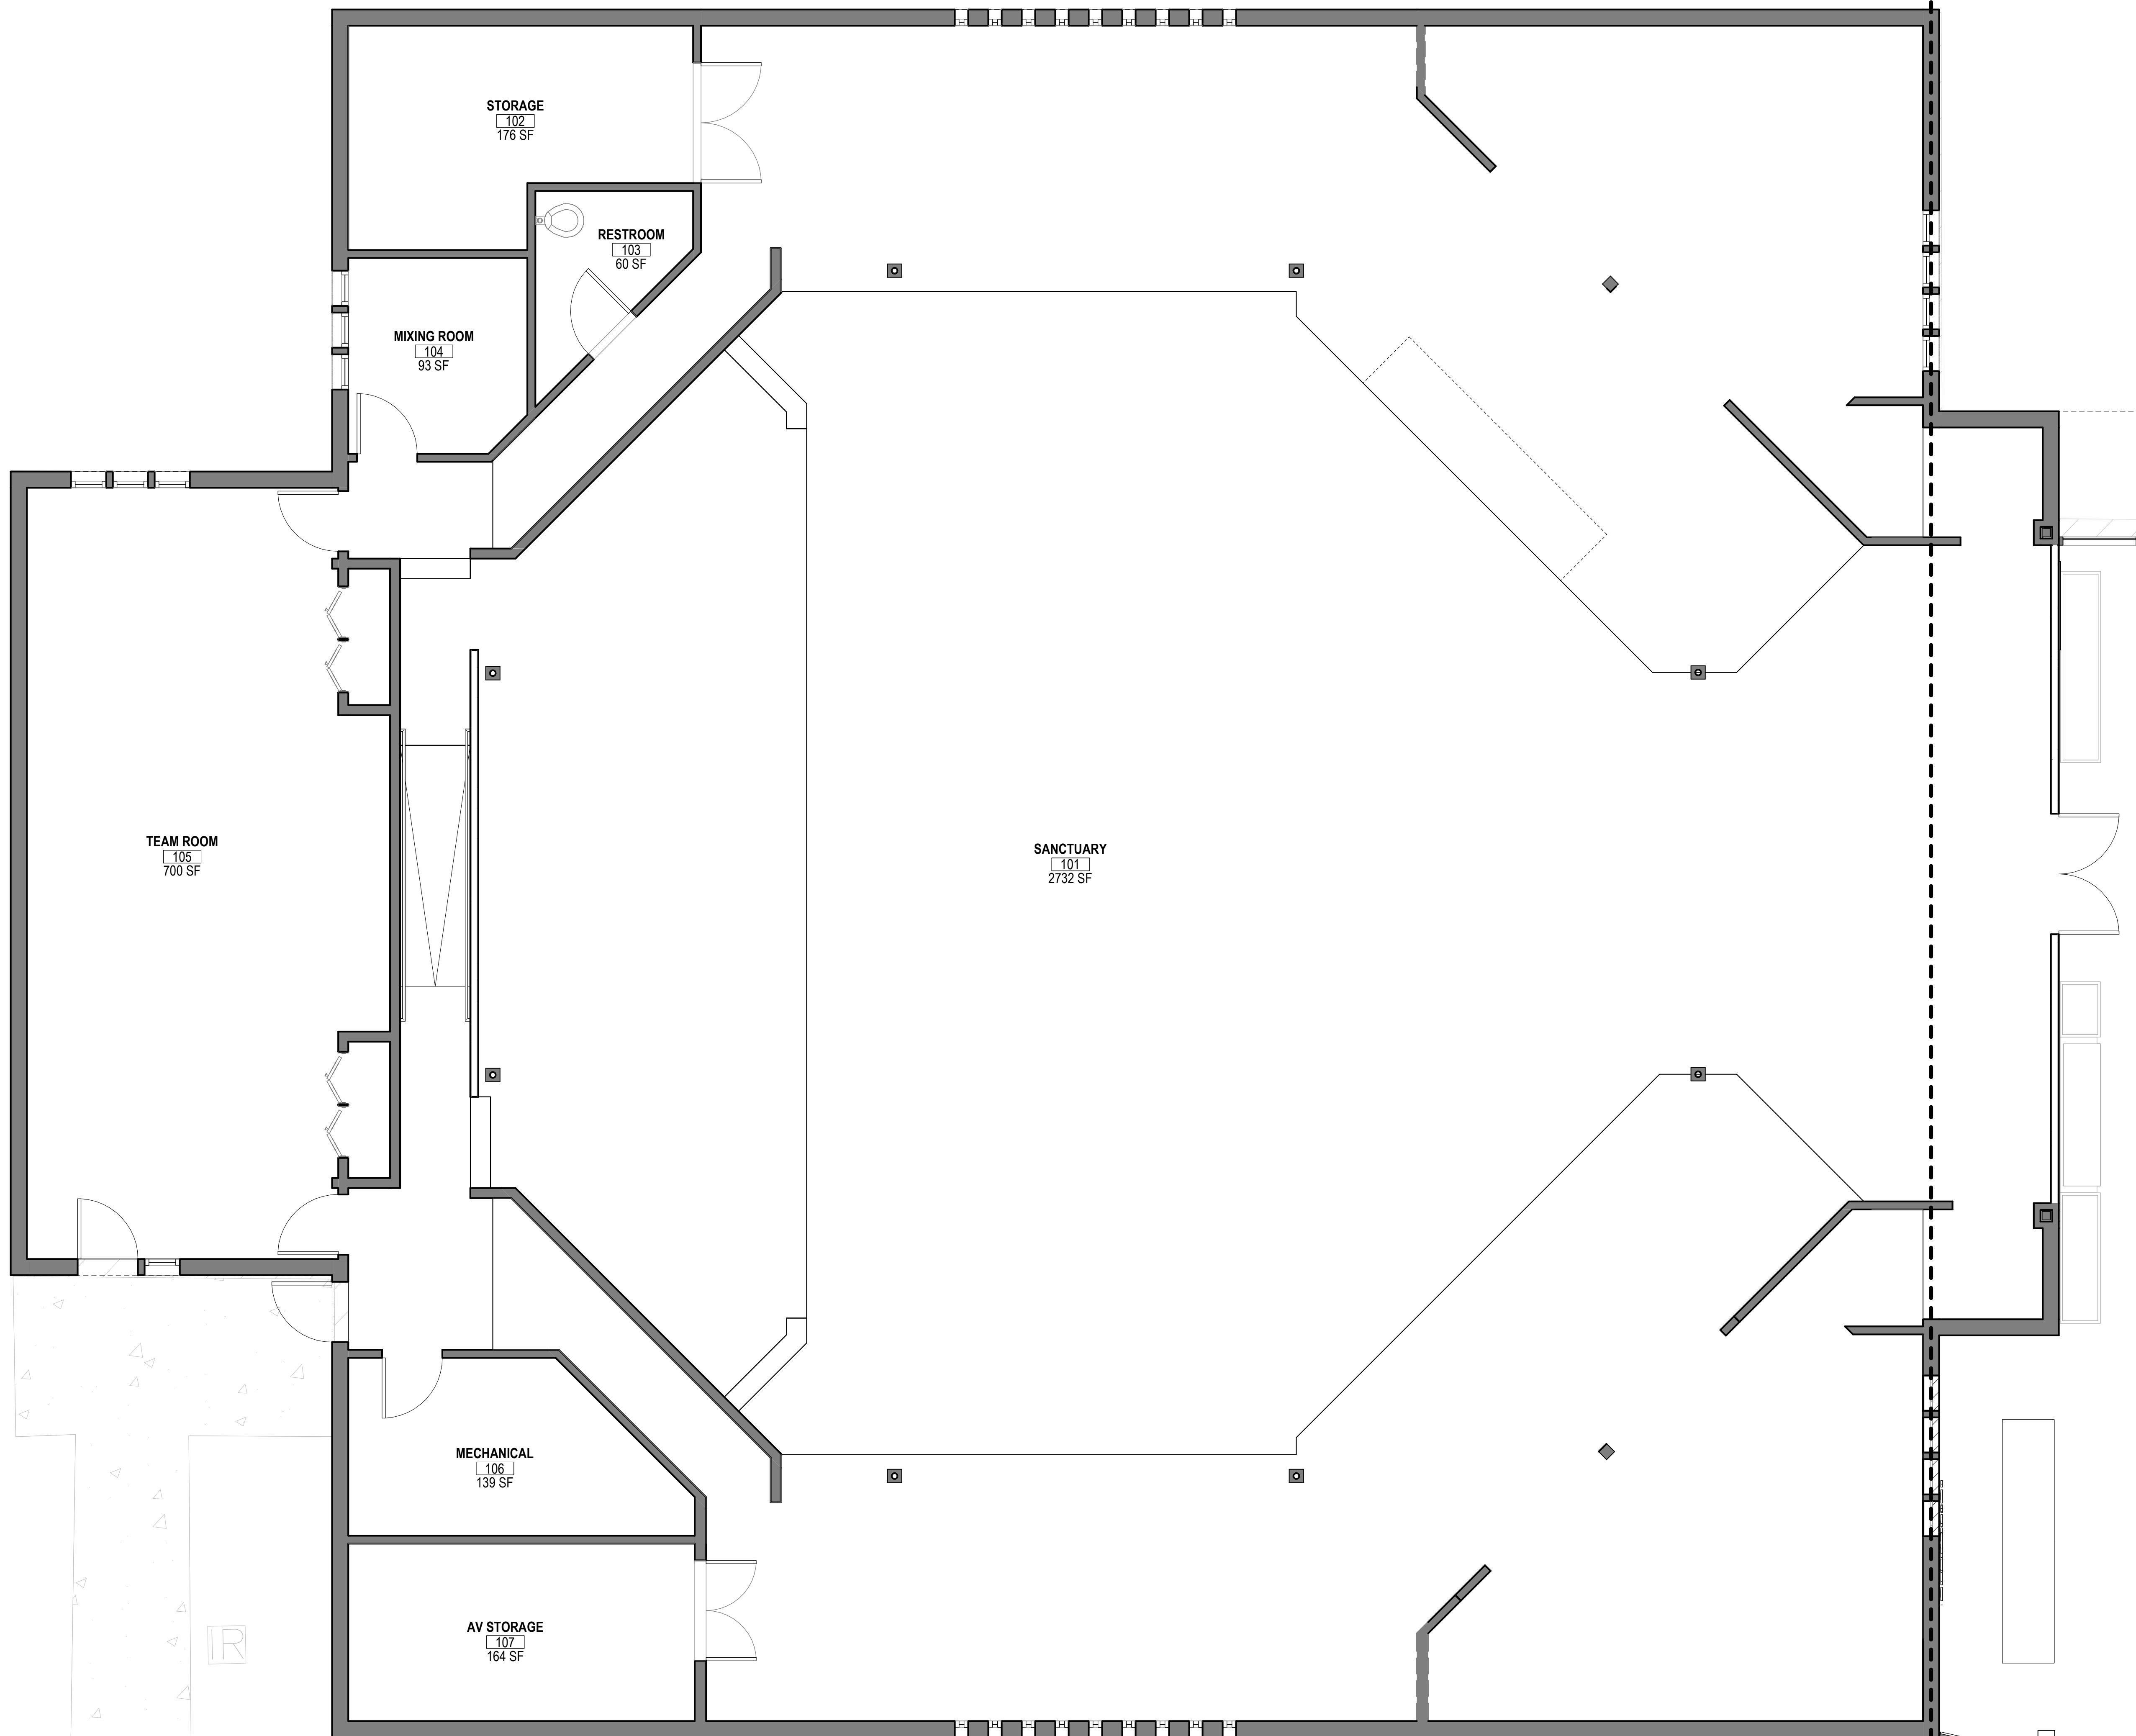 STORAGE
102
176 SF
RESTROOM
103
60 SF
MIXING ROOM
104
93 SF
TEAM ROOM
105
700 SF
SANCTUARY
101
2732 SF
MECHANICAL
106
139 SF
AV STORAGE
107
164 SF
IR